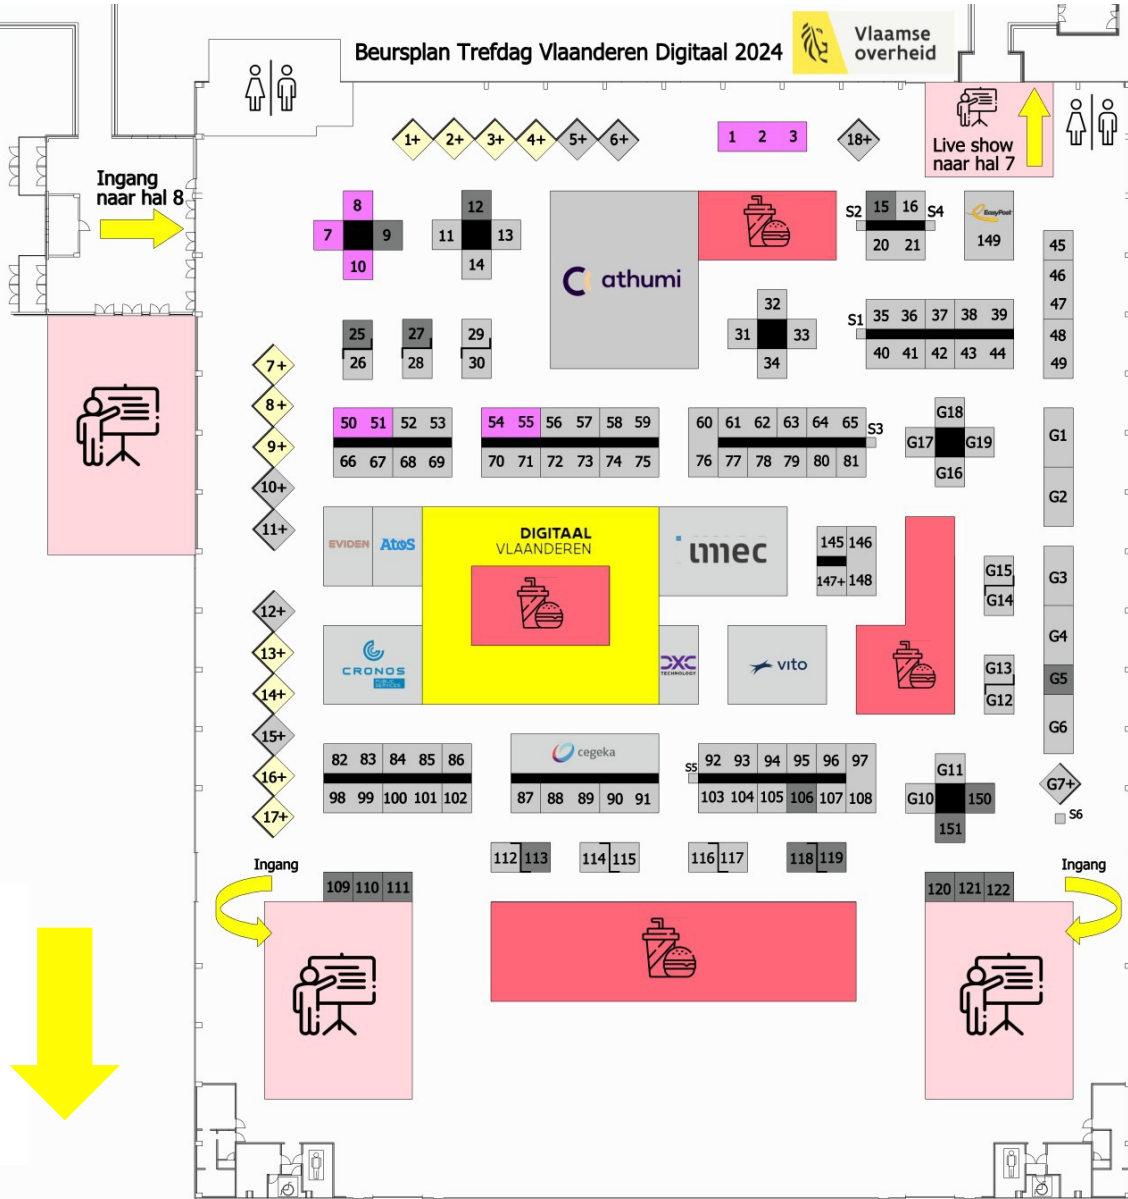 Beursplan Trefdag Vlaanderen Digitaal 2024
Vlaamse
overheid
1+ 2+ 3+ 4+ 5+ 6+
1 2 3
18+
Live show
naar hal 7
Ingang
naar hal 8
8
7 9
10
12
11 13
14
athumi
S2 15 16 S4
20 21
EasyPost
149
45
46
47
48
49
32
31 33
34
S1 35 36 37 38 39
40 41 42 43 44
25 27 29
26 28 30
7+
8+
9+
10+
11+
50 51 52 53
66 67 68 69
54 55 56 57 58 59
70 71 72 73 74 75
60 61 62 63 64 65 S3
76 77 78 79 80 81
G18
G17 G19
G16
G1
G2
EVIDEN
Atos
DIGITAAL
VLAANDEREN
imec
145 146
147+ 148
G15
G14
G3
G4
G5
G6
12+
13+
14+
15+
16+
17+
CRONOS
PUBLIC
SERVICES
DXC
TECHNOLOGY
vito
G13
G12
82 83 84 85 86
98 99 100 101 102
cegeka
87 88 89 90 91
S5 92 93 94 95 96 97
103 104 105 106 107 108
G11
G10 150
151
G7+
S6
112 113 114 115 116 117 118 119
Ingang
109 110 111
120 121 122
Ingang